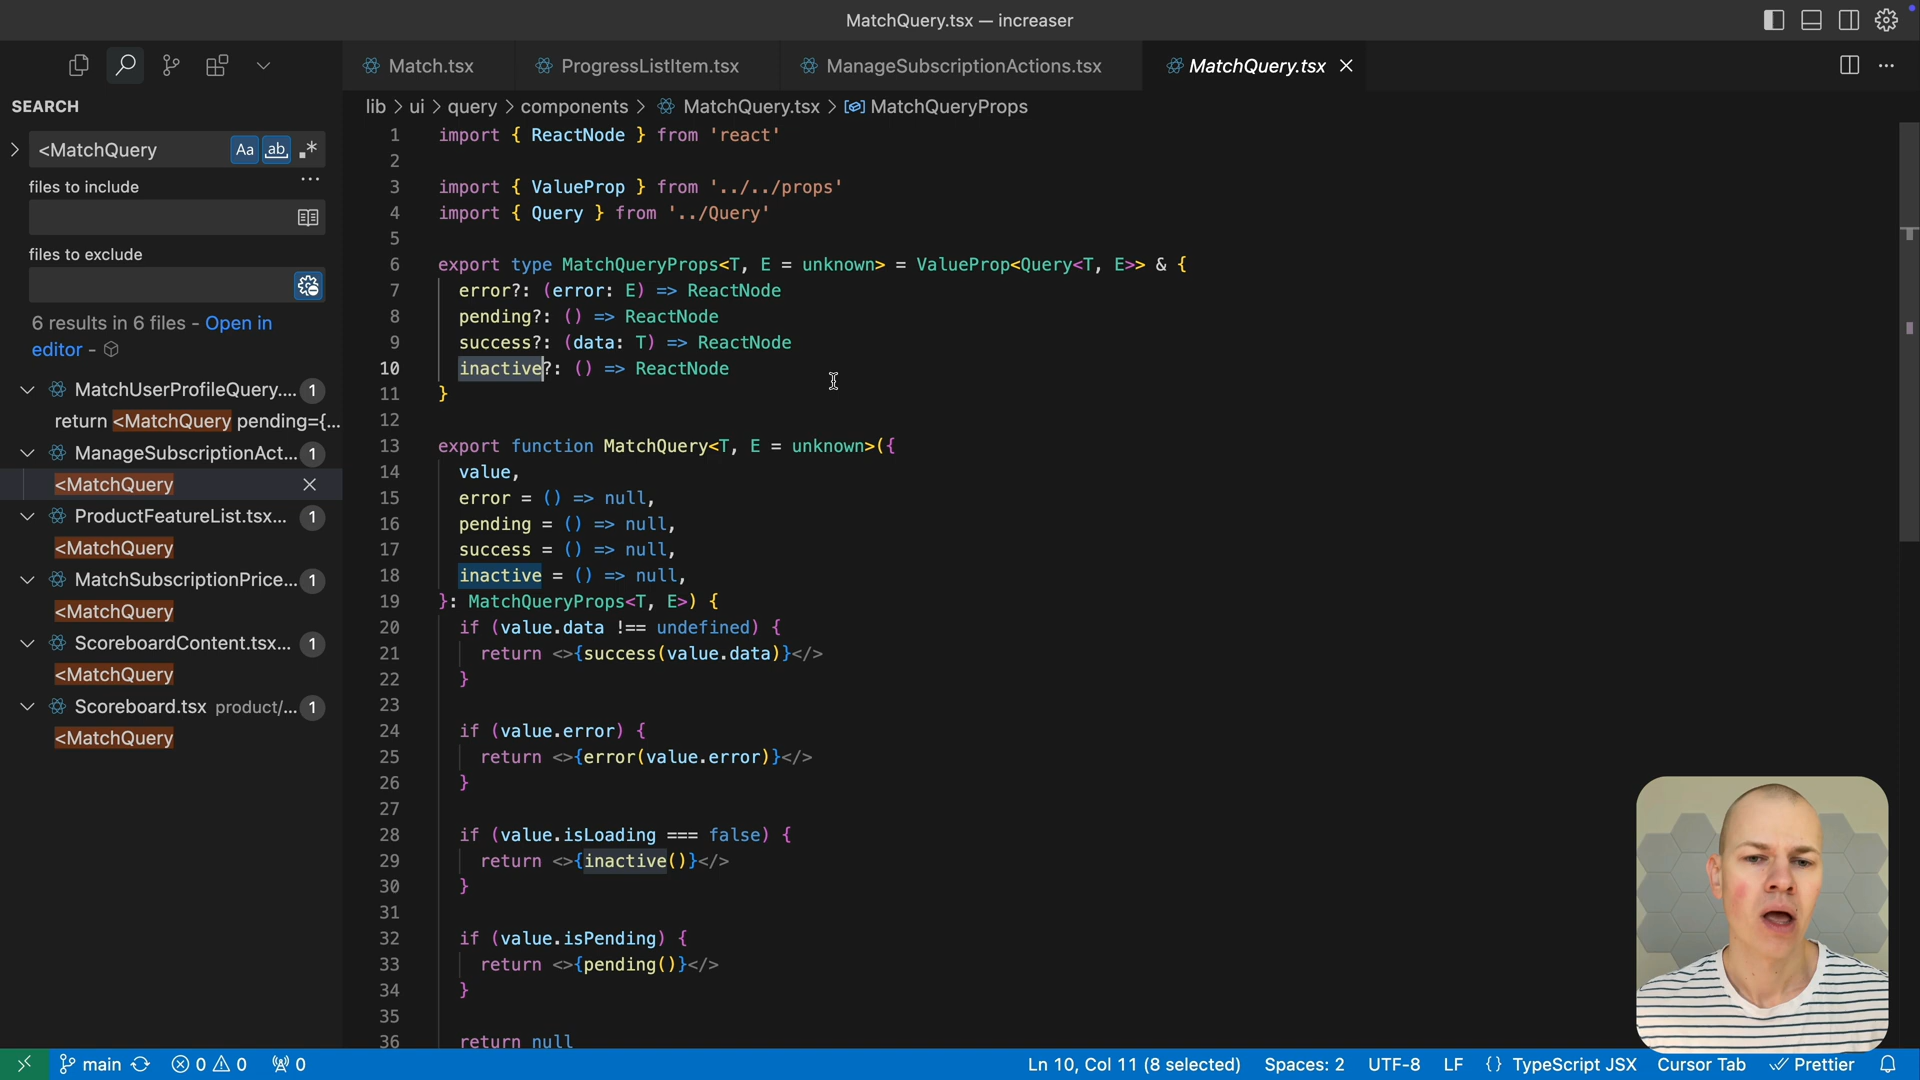 MatchQuery.tsx — increaser
Match.tsx
ProgressListItem.tsx
ManageSubscriptionActions.tsx
MatchQuery.tsx
SEARCH
<MatchQuery
Aa
ab
.*
files to include
files to exclude
6 results in 6 files - Open in
editor -
MatchUserProfileQuery.... 1
return <MatchQuery pending={...
ManageSubscriptionAct... 1
<MatchQuery
ProductFeatureList.tsx... 1
<MatchQuery
MatchSubscriptionPrice... 1
<MatchQuery
ScoreboardContent.tsx... 1
<MatchQuery
Scoreboard.tsx product/... 1
<MatchQuery
lib > ui > query > components > MatchQuery.tsx > MatchQueryProps
1 import { ReactNode } from 'react'
2
3 import { ValueProp } from '../../props'
4 import { Query } from '../Query'
5
6 export type MatchQueryProps<T, E = unknown> = ValueProp<Query<T, E>> & {
7 error?: (error: E) => ReactNode
8 pending?: () => ReactNode
9 success?: (data: T) => ReactNode
10 inactive?: () => ReactNode
11 }
12
13 export function MatchQuery<T, E = unknown>({
14 value,
15 error = () => null,
16 pending = () => null,
17 success = () => null,
18 inactive = () => null,
19 }: MatchQueryProps<T, E>) {
20 if (value.data !== undefined) {
21 return <>{success(value.data)}</>
22 }
23
24 if (value.error) {
25 return <>{error(value.error)}</>
26 }
27
28 if (value.isLoading === false) {
29 return <>{inactive()}</>
30 }
31
32 if (value.isPending) {
33 return <>{pending()}</>
34 }
35
36 return null
main 0 0 0
Ln 10, Col 11 (8 selected) Spaces: 2 UTF-8 LF {} TypeScript JSX Cursor Tab Prettier